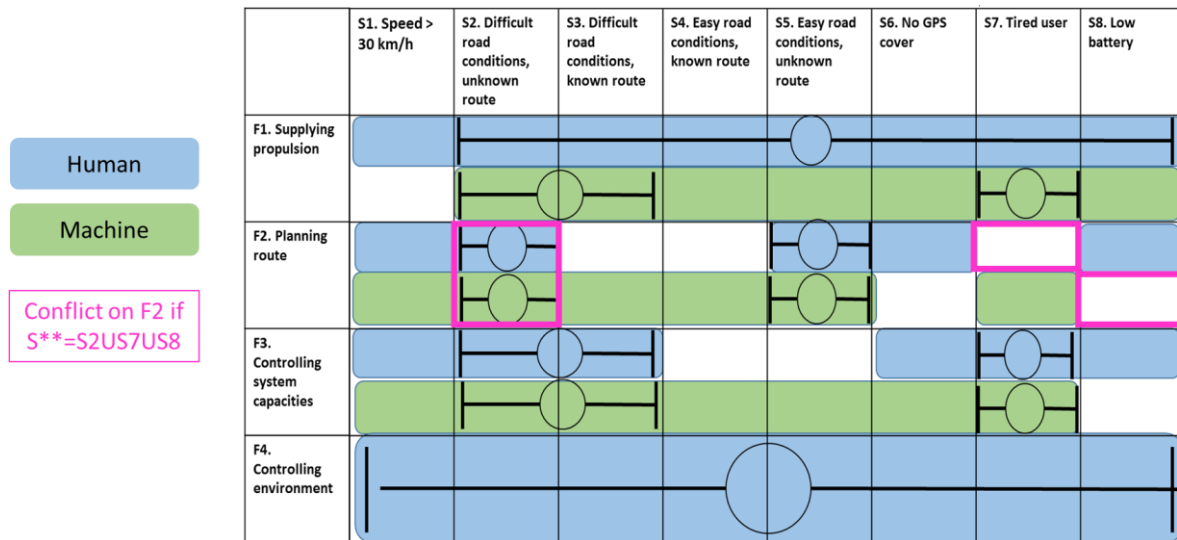 S1. Speed >
30 km/h
S2. Difficult
road
conditions,
unknown
route
S3. Difficult
road
conditions,
known route
S4. Easy road
conditions,
known route
S5. Easy road
conditions,
unknown
route
S6. No GPS
cover
S7. Tired user
S8. Low
battery
F1. Supplying
propulsion
Human
Machine
F2. Planning
route
Conflict on F2 if
S**=S2US7US8
F3.
Controlling
system
capacities
F4.
Controlling
environment